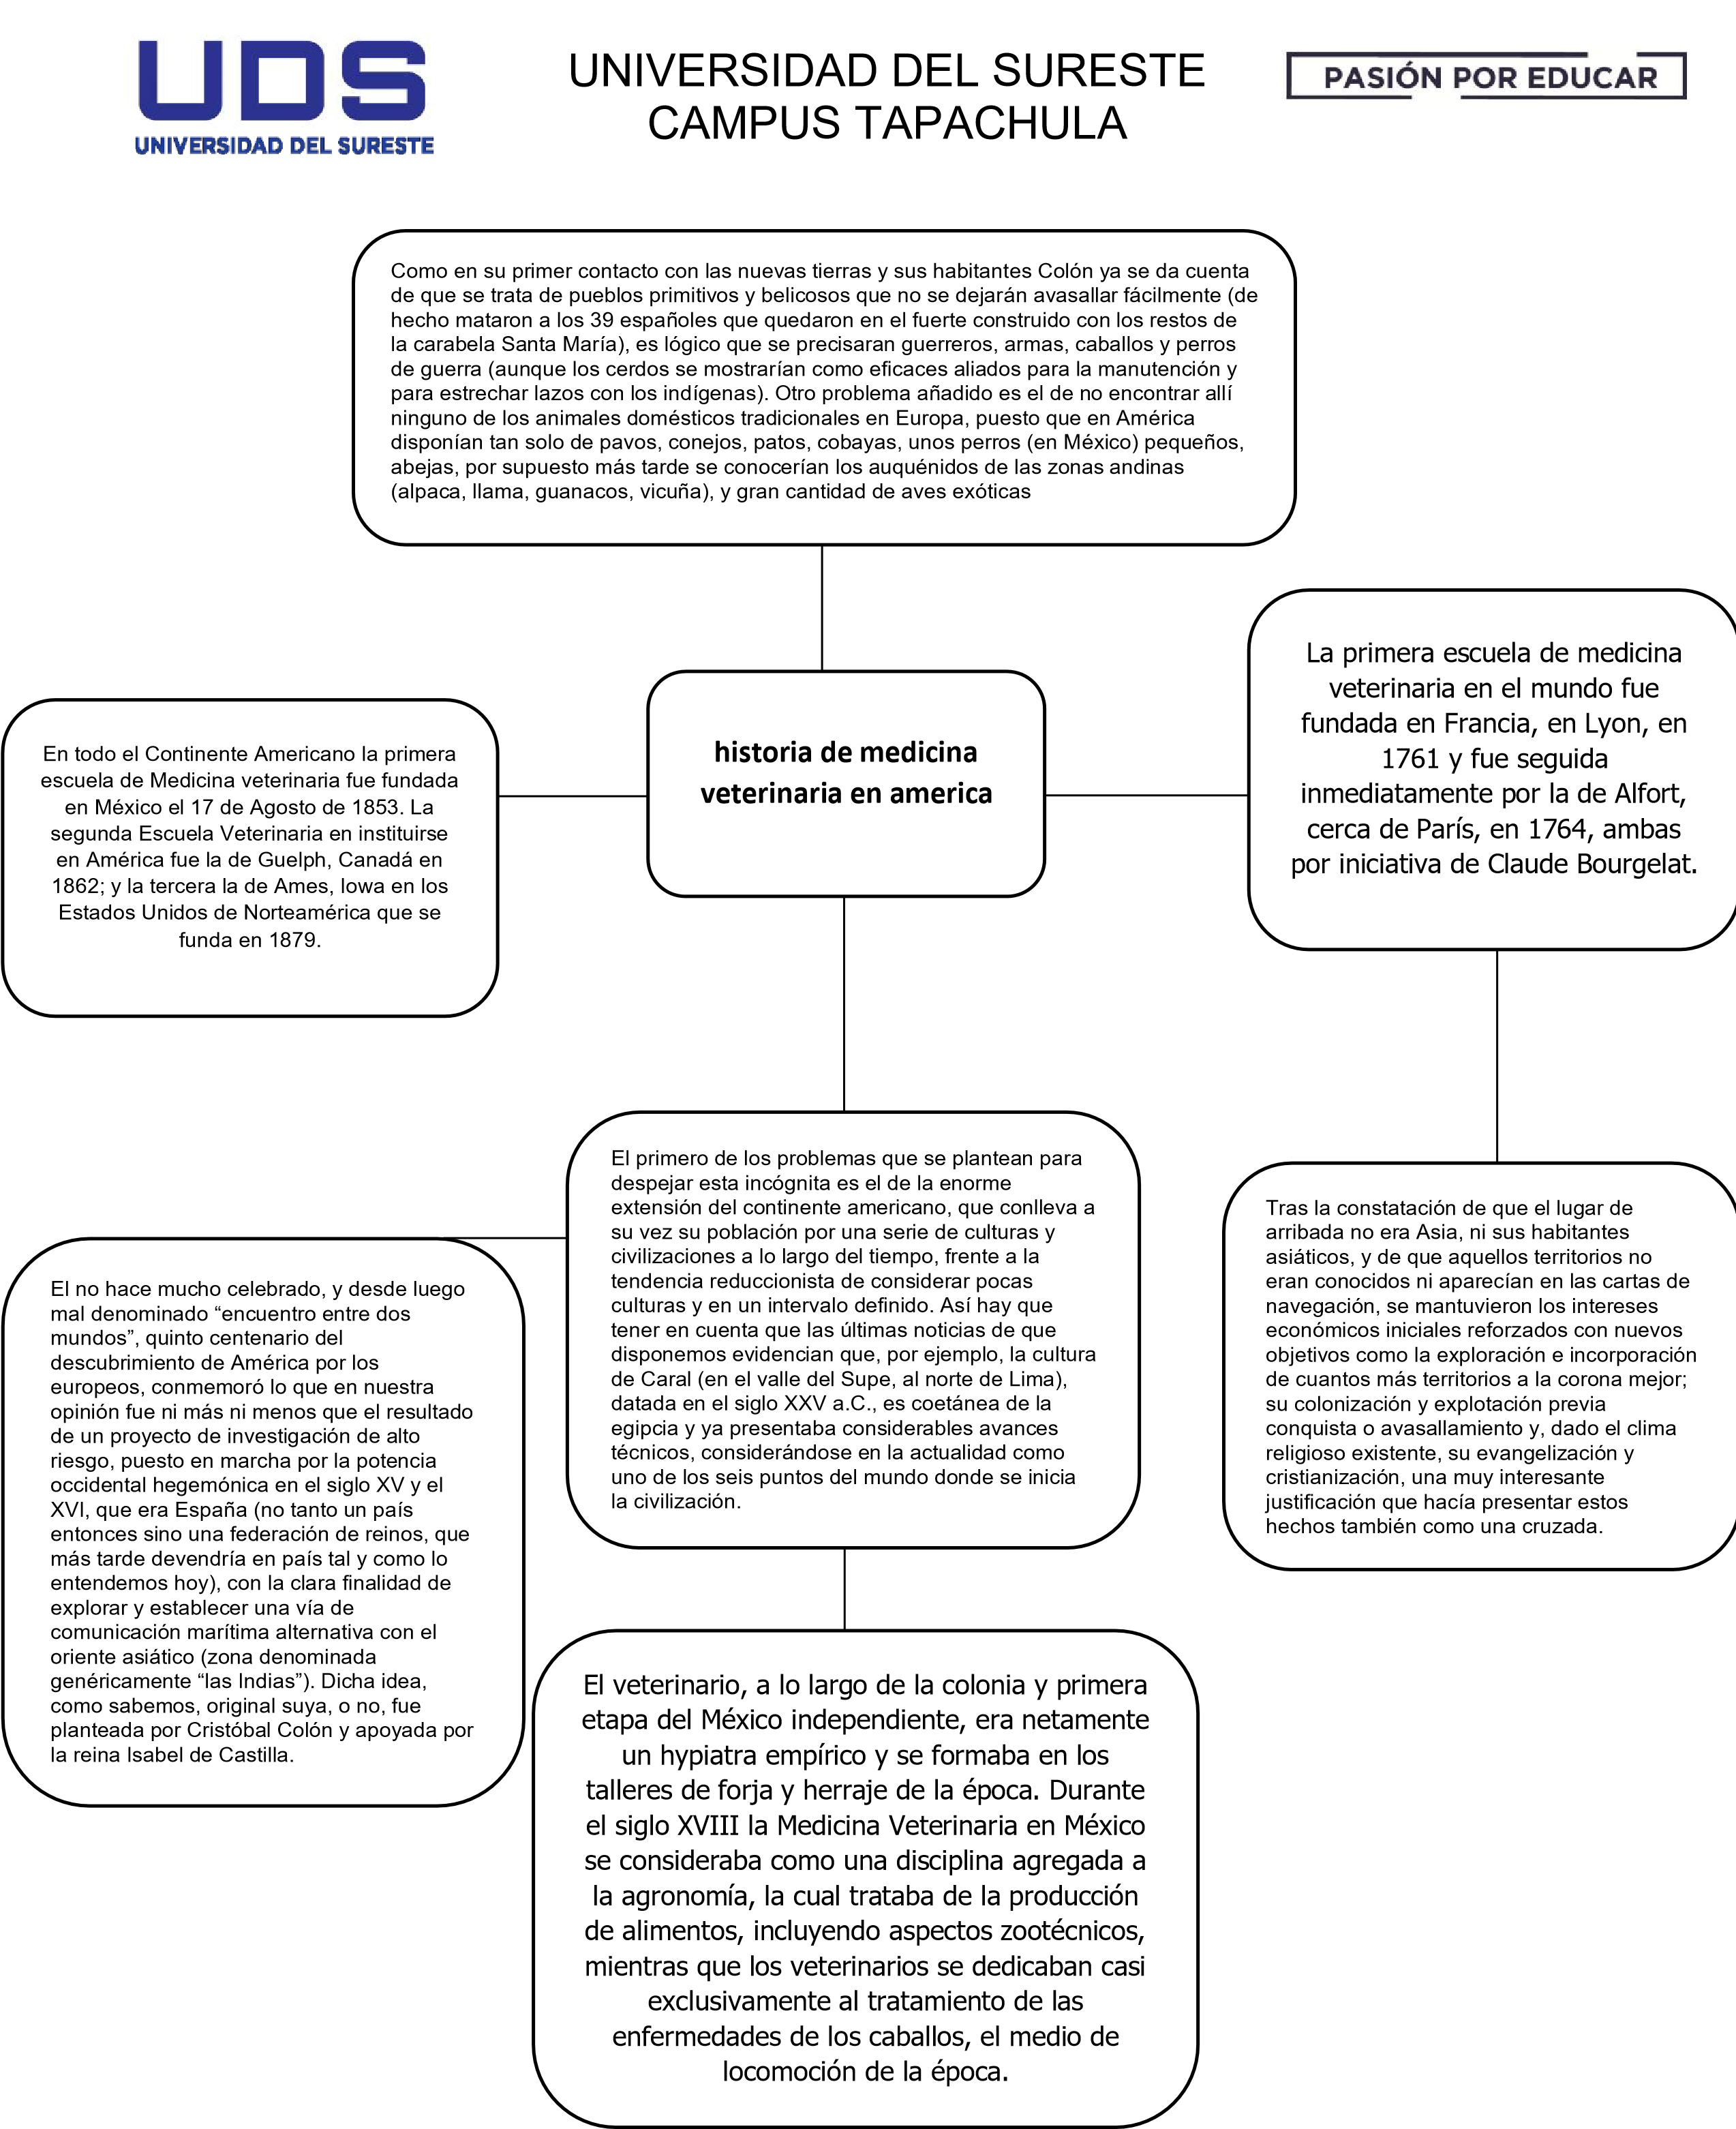 UDS
UNIVERSIDAD DEL SURESTE
UNIVERSIDAD DEL SURESTE
CAMPUS TAPACHULA
PASIÓN POR EDUCAR
Como en su primer contacto con las nuevas tierras y sus habitantes Colón ya se da cuenta
de que se trata de pueblos primitivos y belicosos que no se dejarán avasallar fácilmente (de
hecho mataron a los 39 españoles que quedaron en el fuerte construido con los restos de
la carabela Santa María), es lógico que se precisaran guerreros, armas, caballos y perros
de guerra (aunque los cerdos se mostrarían como eficaces aliados para la manutención y
para estrechar lazos con los indígenas). Otro problema añadido es el de no encontrar allí
ninguno de los animales domésticos tradicionales en Europa, puesto que en América
disponían tan solo de pavos, conejos, patos, cobayas, unos perros (en México) pequeños,
abejas, por supuesto más tarde se conocerían los auquénidos de las zonas andinas
(alpaca, llama, guanacos, vicuña), y gran cantidad de aves exóticas
En todo el Continente Americano la primera
escuela de Medicina veterinaria fue fundada
en México el 17 de Agosto de 1853. La
segunda Escuela Veterinaria en instituirse
en América fue la de Guelph, Canadá en
1862; y la tercera la de Ames, Iowa en los
Estados Unidos de Norteamérica que se
funda en 1879.
historia de medicina
veterinaria en america
La primera escuela de medicina
veterinaria en el mundo fue
fundada en Francia, en Lyon, en
1761 y fue seguida
inmediatamente por la de Alfort,
cerca de París, en 1764, ambas
por iniciativa de Claude Bourgelat.
El no hace mucho celebrado, y desde luego
mal denominado “encuentro entre dos
mundos”, quinto centenario del
descubrimiento de América por los
europeos, conmemoró lo que en nuestra
opinión fue ni más ni menos que el resultado
de un proyecto de investigación de alto
riesgo, puesto en marcha por la potencia
occidental hegemónica en el siglo XV y el
XVI, que era España (no tanto un país
entonces sino una federación de reinos, que
más tarde devendría en país tal y como lo
entendemos hoy), con la clara finalidad de
explorar y establecer una vía de
comunicación marítima alternativa con el
oriente asiático (zona denominada
genéricamente “las Indias”). Dicha idea,
como sabemos, original suya, o no, fue
planteada por Cristóbal Colón y apoyada por
la reina Isabel de Castilla.
El primero de los problemas que se plantean para
despejar esta incógnita es el de la enorme
extensión del continente americano, que conlleva a
su vez su población por una serie de culturas y
civilizaciones a lo largo del tiempo, frente a la
tendencia reduccionista de considerar pocas
culturas y en un intervalo definido. Así hay que
tener en cuenta que las últimas noticias de que
disponemos evidencian que, por ejemplo, la cultura
de Caral (en el valle del Supe, al norte de Lima),
datada en el siglo XXV a.C., es coetánea de la
egipcia y ya presentaba considerables avances
técnicos, considerándose en la actualidad como
uno de los seis puntos del mundo donde se inicia
la civilización.
Tras la constatación de que el lugar de
arribada no era Asia, ni sus habitantes
asiáticos, y de que aquellos territorios no
eran conocidos ni aparecían en las cartas de
navegación, se mantuvieron los intereses
económicos iniciales reforzados con nuevos
objetivos como la exploración e incorporación
de cuantos más territorios a la corona mejor;
su colonización y explotación previa
conquista o avasallamiento y, dado el clima
religioso existente, su evangelización y
cristianización, una muy interesante
justificación que hacía presentar estos
hechos también como una cruzada.
El veterinario, a lo largo de la colonia y primera
etapa del México independiente, era netamente
un hypiatra empírico y se formaba en los
talleres de forja y herraje de la época. Durante
el siglo XVIII la Medicina Veterinaria en México
se consideraba como una disciplina agregada a
la agronomía, la cual trataba de la producción
de alimentos, incluyendo aspectos zootécnicos,
mientras que los veterinarios se dedicaban casi
exclusivamente al tratamiento de las
enfermedades de los caballos, el medio de
locomoción de la época.